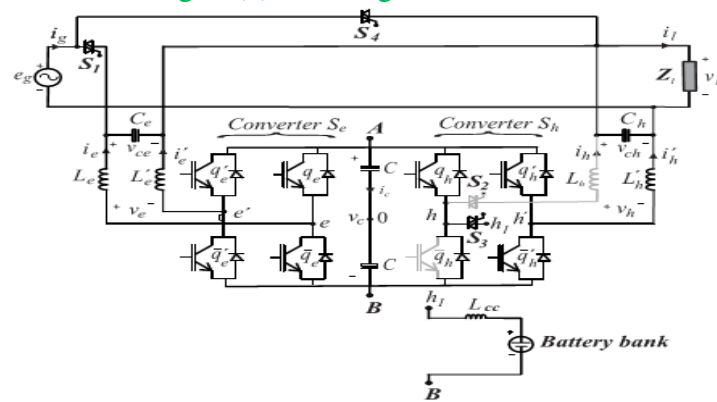 S4
ig
S1
il
eg
Zl
vl
Ce
Converter Se
A
Converter Sh
Ch
ie
vce
i'e
C
ic
ih
vch
i'h
q'e
qe
qh
q'h
Le
L'e
S2
Lh
L'h
ve
e'
e
vc
0
h
S3
h1
h'
vh
q̄'e
q̄e
C
q̄h
q̄'h
B
h1
Lcc
Battery bank
B